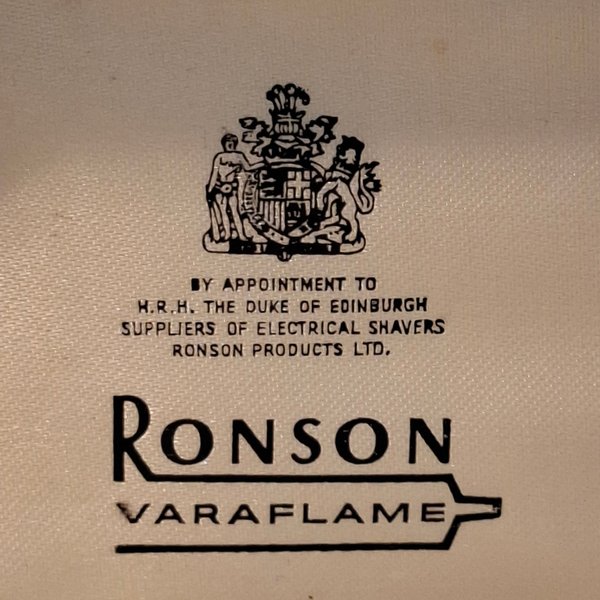 BY APPOINTMENT TO
H.R.H. THE DUKE OF EDINBURGH
SUPPLIERS OF ELECTRICAL SHAVERS
RONSON PRODUCTS LTD.
RONSON
VARAFLAME